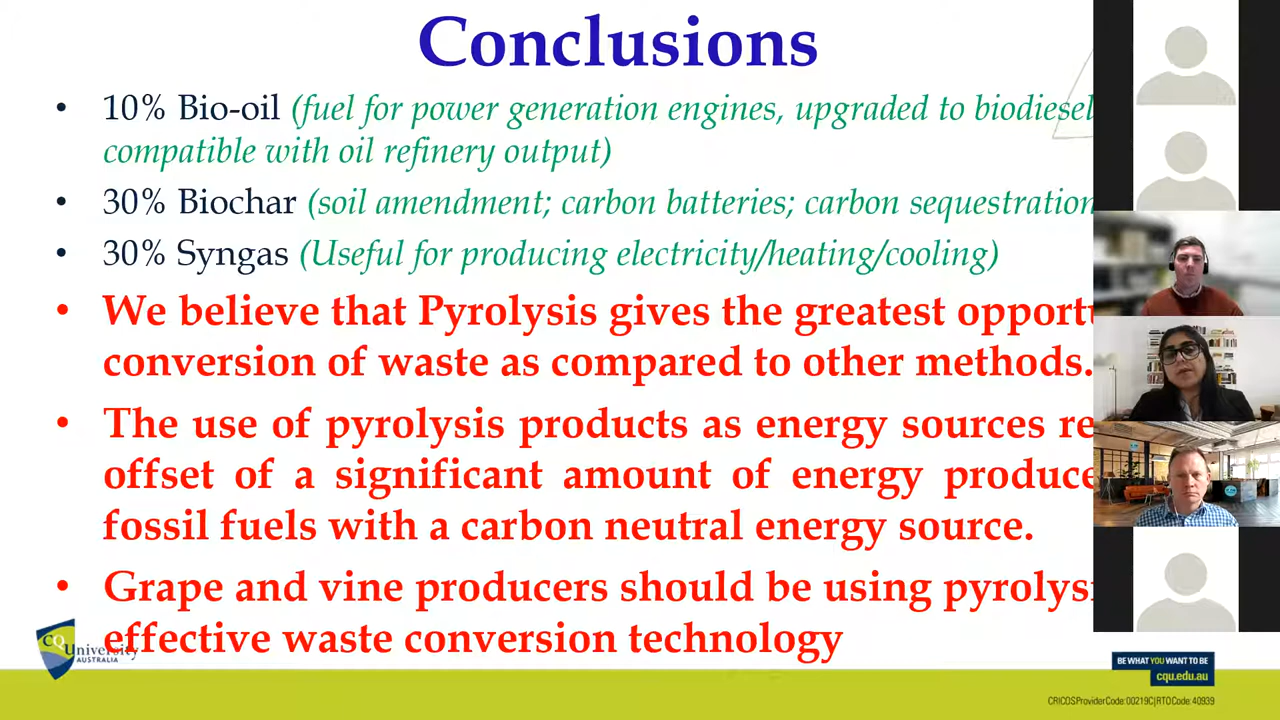 Conclusions
• 10% Bio-oil (fuel for power generation engines, upgraded to biodiesel
compatible with oil refinery output)
• 30% Biochar (soil amendment; carbon batteries; carbon sequestration
• 30% Syngas (Useful for producing electricity/heating/cooling)
• We believe that Pyrolysis gives the greatest
conversion of waste as compared to other methods.
• The use of pyrolysis products as energy sources
offset of a significant amount of energy
fossil fuels with a carbon neutral energy source.
• Grape and vine producers should be using
effective waste conversion technology
CQUniversity
AUSTRALIA
BE WHAT YOU WANT TO BE
cqu.edu.au
CRICOS Provider Code: 00219C | RTO Code: 40939